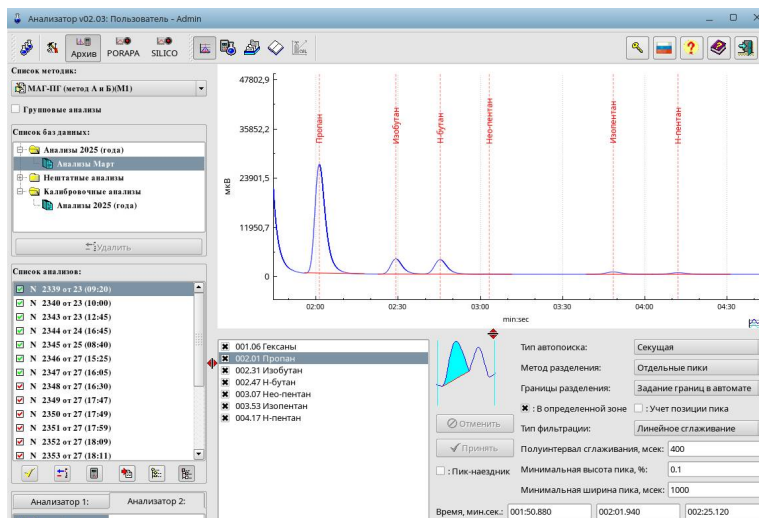 Анализатор v02.03: Пользователь – Admin
Архив PORAPA SILICO
Список методик:
МАГ-ПГ (метод А и Б)(М1)
Групповые анализы
Список баз данных:
Анализы 2025 (года)
Анализы Март
Нештатные анализы
Калибровочные анализы
Анализы 2025 (года)
Удалить
Список анализов:
N 2339 от 23 (09:20)
N 2340 от 23 (10:00)
N 2343 от 23 (12:45)
N 2344 от 24 (16:45)
N 2345 от 25 (08:40)
N 2346 от 27 (15:25)
N 2347 от 27 (16:05)
N 2348 от 27 (16:30)
N 2349 от 27 (17:47)
N 2350 от 27 (17:49)
N 2351 от 27 (17:59)
N 2352 от 27 (18:09)
N 2353 от 27 (18:11)
Анализатор 1: Анализатор 2:
47802,9
35852,2
23901,5
11950,7
0
мкВ
Пропан
Изобутан
Н-бутан
Нео-пентан
Изопентан
Н-пентан
02:00 02:30 03:00 03:30 04:00 04:30
min:sec
001.06 Гексаны
002.01 Пропан
002.31 Изобутан
002.47 Н-бутан
003.07 Нео-пентан
003.53 Изопентан
004.17 Н-пентан
Отменить
Принять
: Пик-наездник
Тип автопоиска: Секущая
Метод разделения: Отдельные пики
Границы разделения: Задание границ в автомате
: В определенной зоне : Учет позиции пика
Тип фильтрации: Линейное сглаживание
Полуинтервал сглаживания, мсек: 400
Минимальная высота пика, %: 0.1
Минимальная ширина пика, мсек: 1000
Время, мин.сек.: 001:50.880 002:01.940 002:25.120